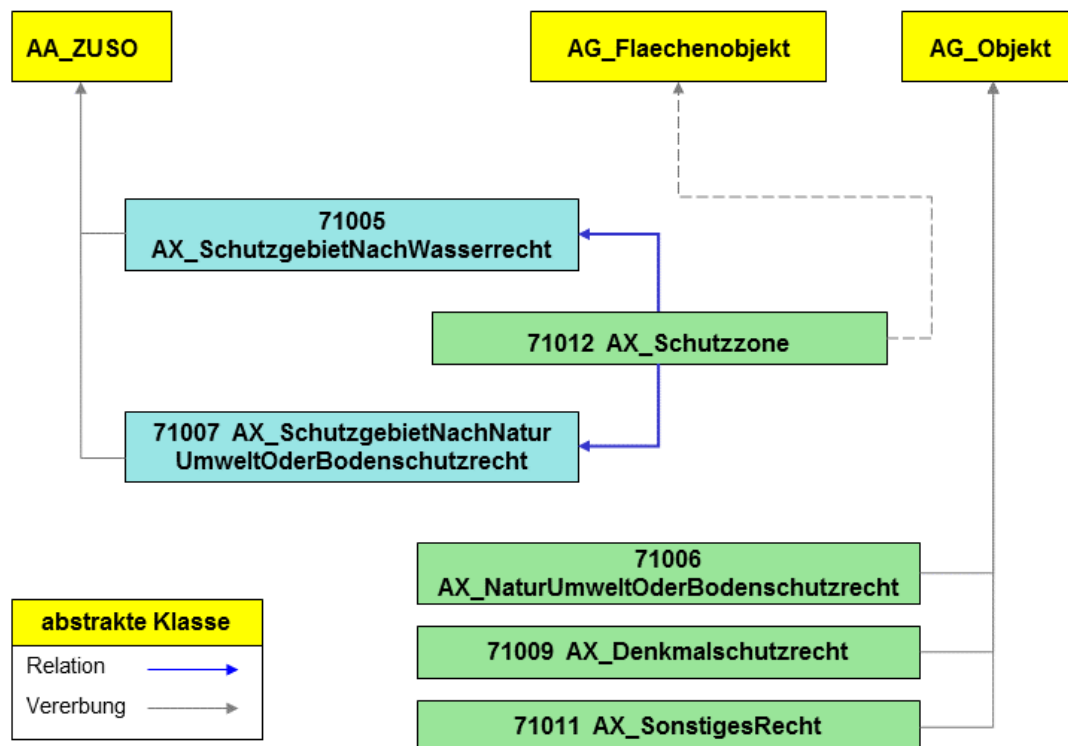 AA_ZUSO
AG_Flaechenobjekt
AG_Objekt
71005
AX_SchutzgebietNachWasserrecht
71012 AX_Schutzzone
71007 AX_SchutzgebietNachNatur
UmweltOderBodenschutzrecht
71006
AX_NaturUmweltOderBodenschutzrecht
71009 AX_Denkmalschutzrecht
71011 AX_SonstigesRecht
abstrakte Klasse
Relation
Vererbung